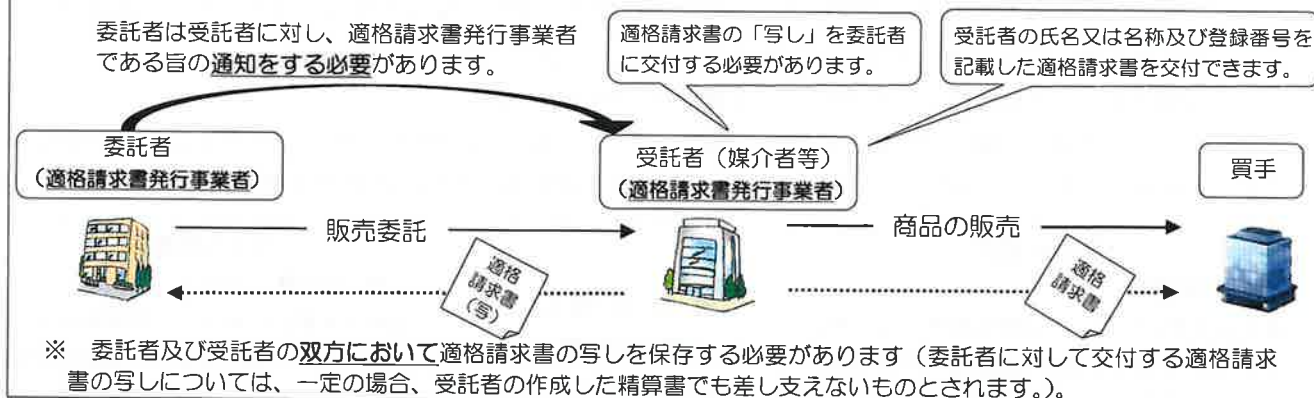 委託者は受託者に対し、適格請求書発行事業者
である旨の通知をする必要があります。
適格請求書の「写し」を委託者
に交付する必要があります。
受託者の氏名又は名称及び登録番号を
記載した適格請求書を交付できます。
委託者
（適格請求書発行事業者）
受託者（媒介者等）
（適格請求書発行事業者）
買手
販売委託
商品の販売
適格
請求書
（写）
適格
請求書
※　委託者及び受託者の双方において適格請求書の写しを保存する必要があります（委託者に対して交付する適格請求
書の写しについては、一定の場合、受託者の作成した精算書でも差し支えないものとされます。）。